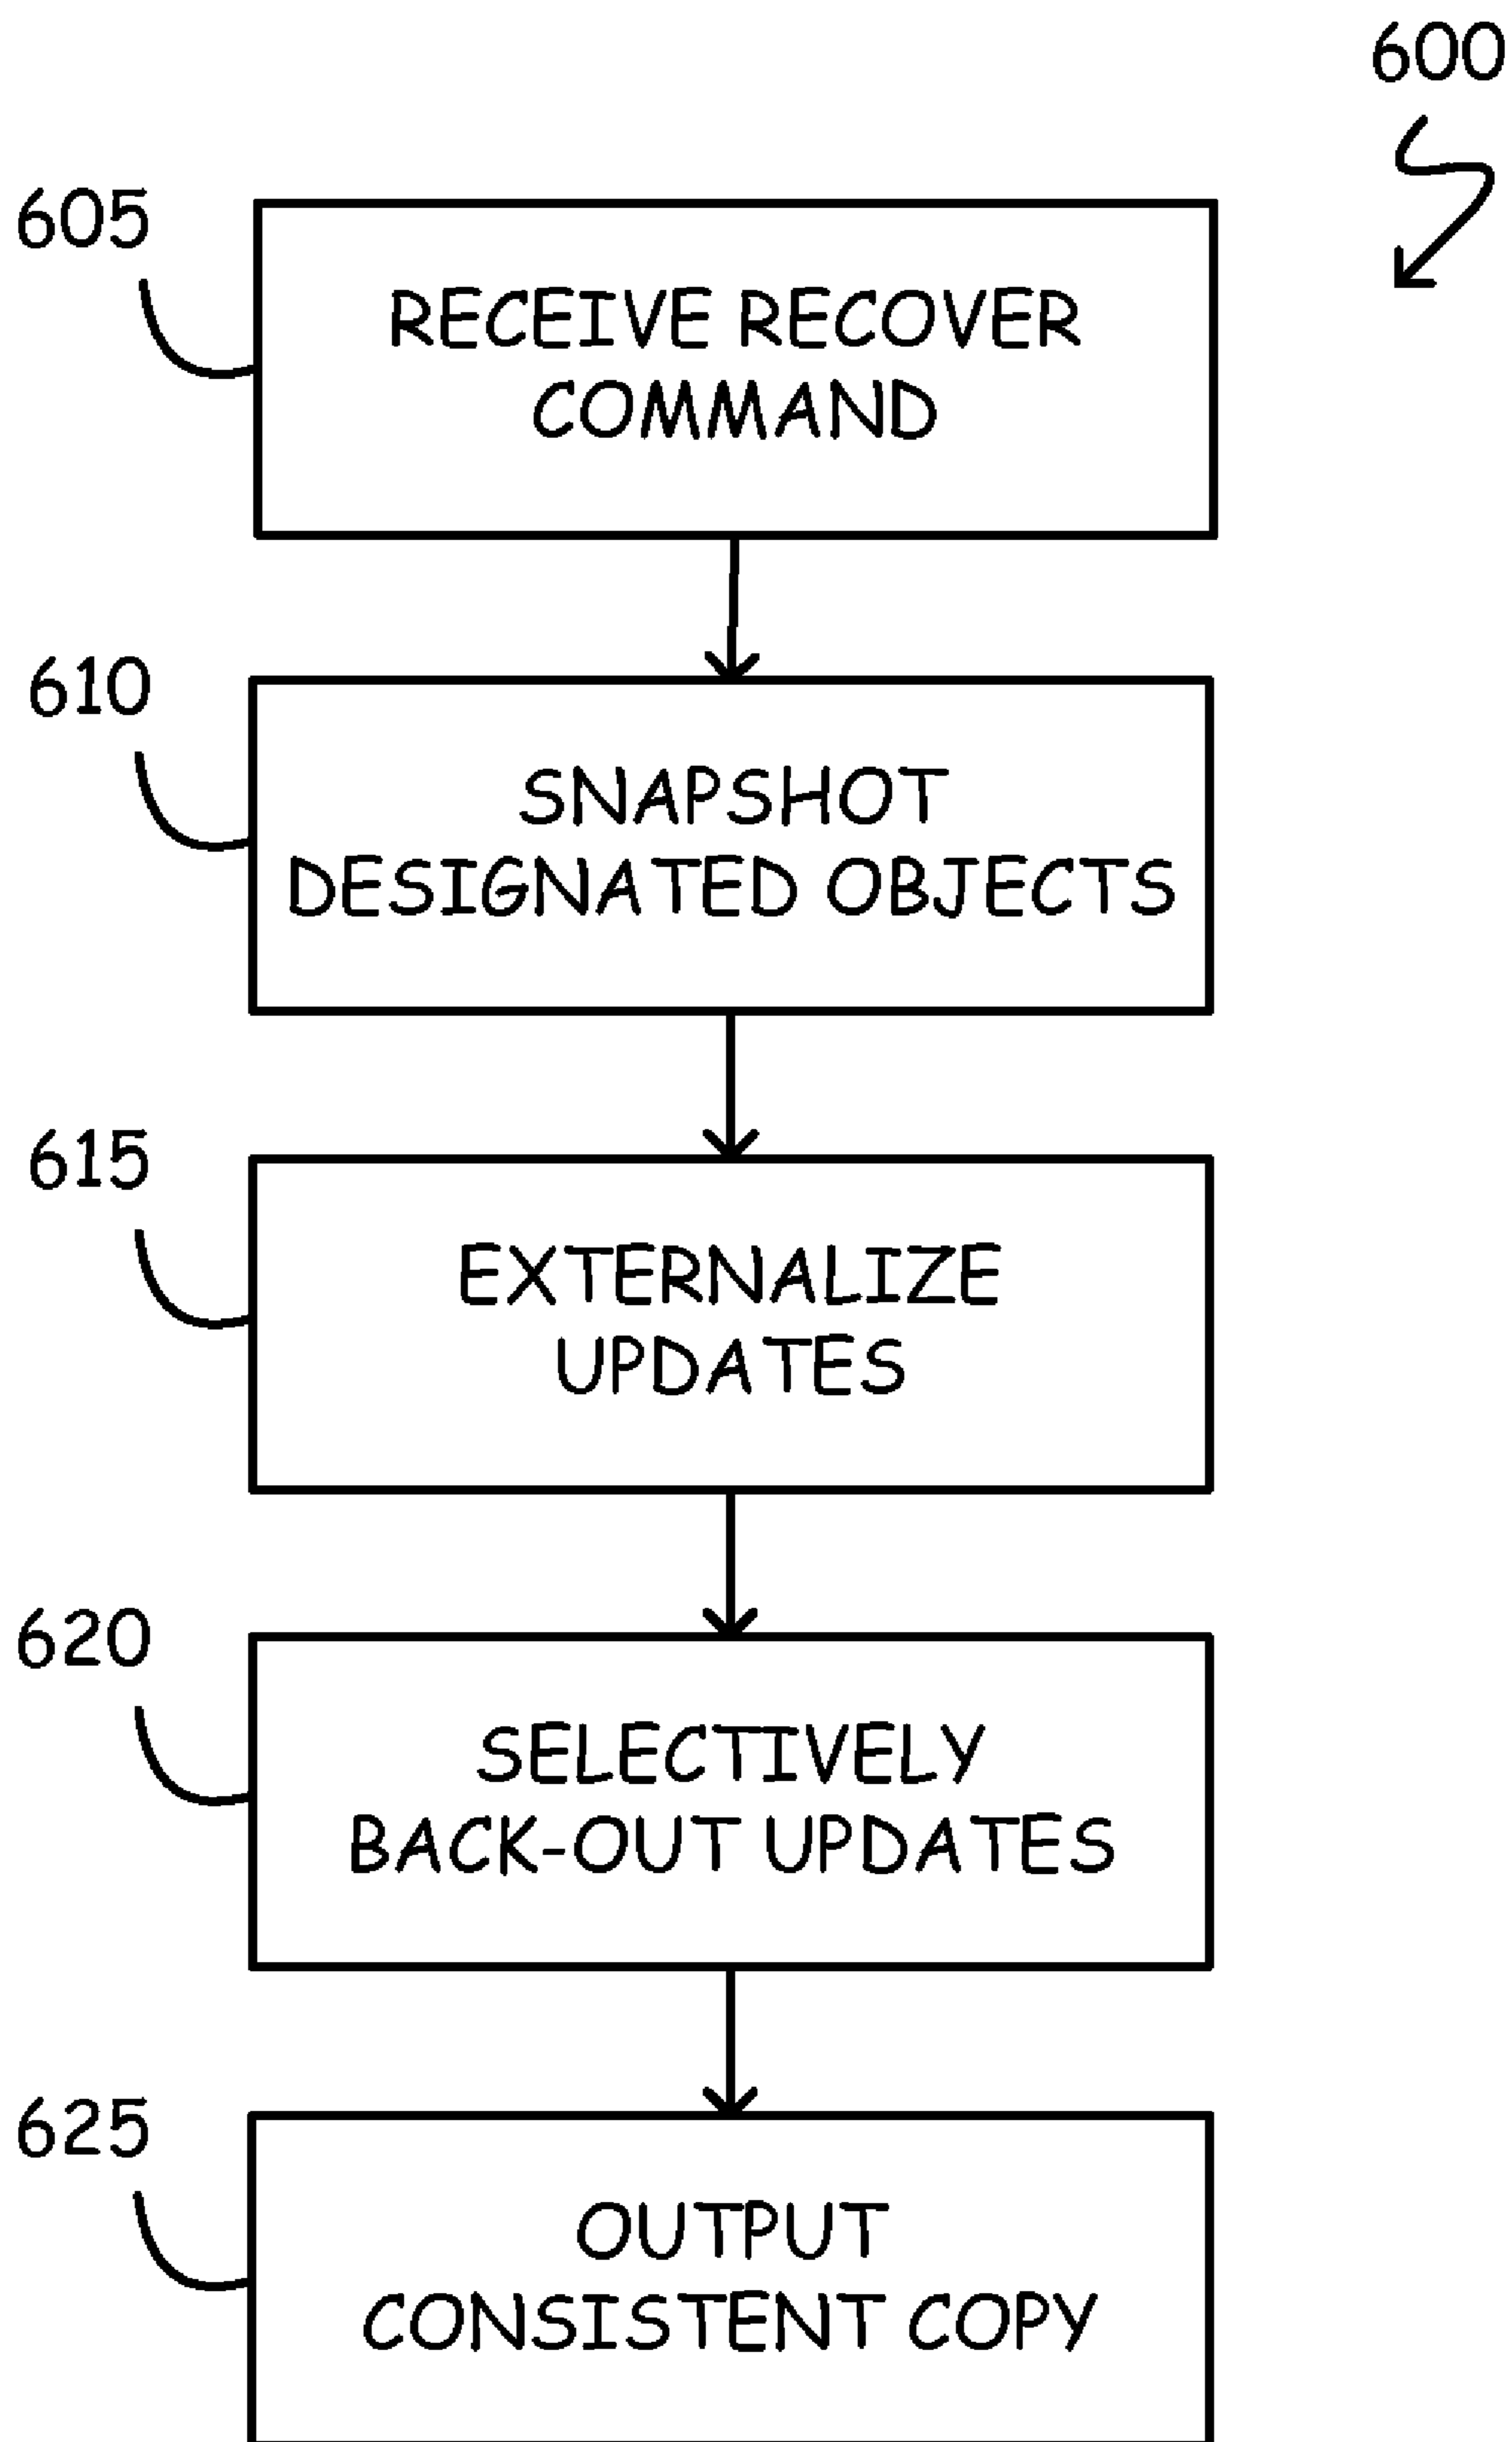 600
605
RECEIVE RECOVER
COMMAND
610
SNAPSHOT
DESIGNATED OBJECTS
615
EXTERNALIZE
UPDATES
620
SELECTIVELY
BACK-OUT UPDATES
625
OUTPUT
CONSISTENT COPY